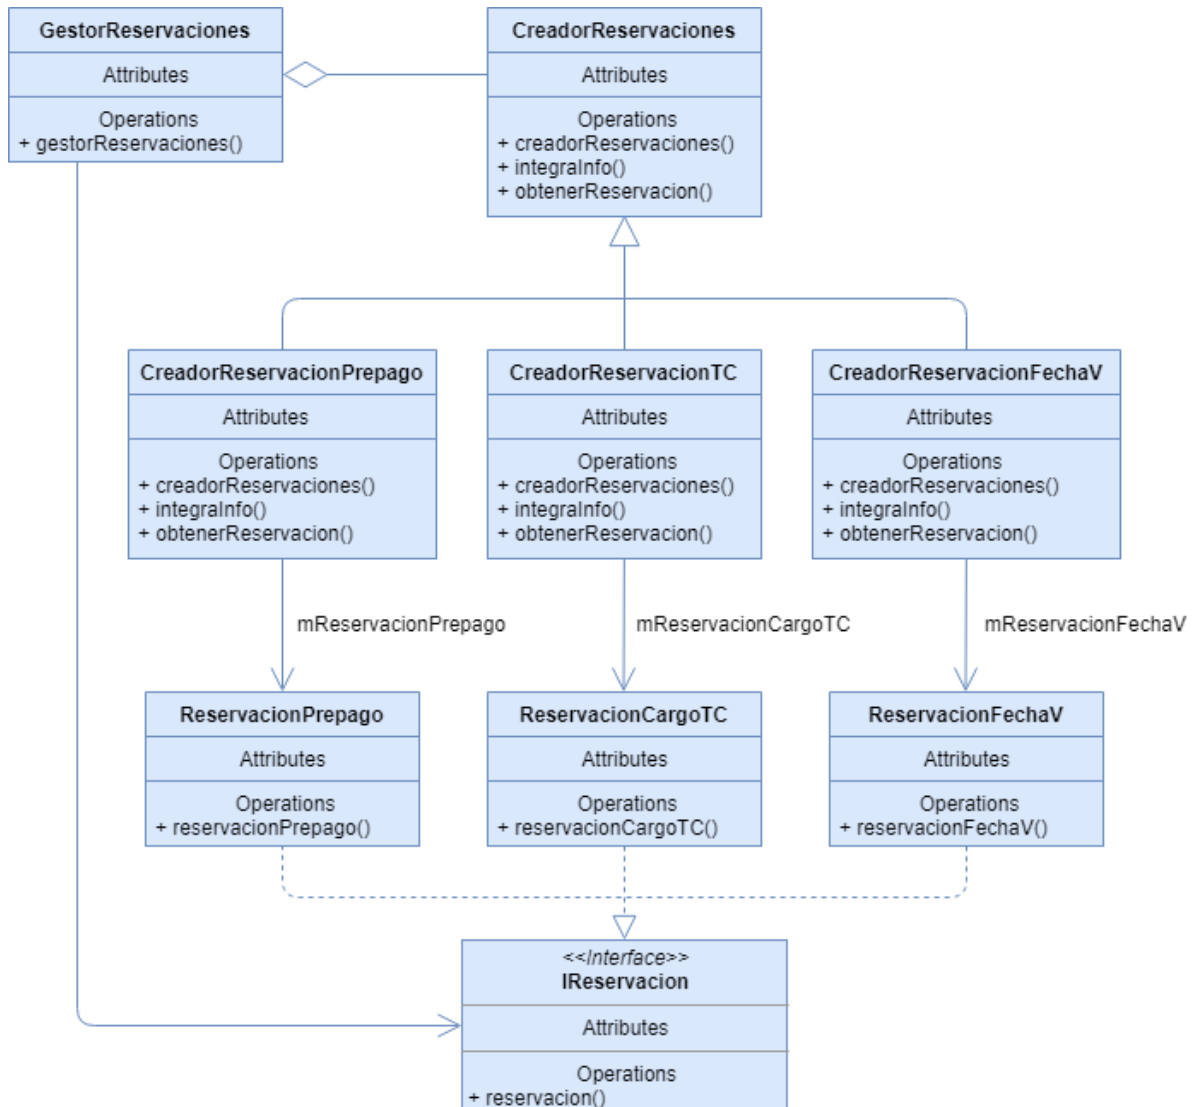 GestorReservaciones
Attributes
Operations
+ gestorReservaciones()
CreadorReservaciones
Attributes
Operations
+ creadorReservaciones()
+ integraInfo()
+ obtenerReservacion()
CreadorReservacionPrepago
Attributes
Operations
+ creadorReservaciones()
+ integraInfo()
+ obtenerReservacion()
CreadorReservacionTC
Attributes
Operations
+ creadorReservaciones()
+ integraInfo()
+ obtenerReservacion()
CreadorReservacionFechaV
Attributes
Operations
+ creadorReservaciones()
+ integraInfo()
+ obtenerReservacion()
mReservacionPrepago
mReservacionCargoTC
mReservacionFechaV
ReservacionPrepago
Attributes
Operations
+ reservacionPrepago()
ReservacionCargoTC
Attributes
Operations
+ reservacionCargoTC()
ReservacionFechaV
Attributes
Operations
+ reservacionFechaV()
<<Interface>>
IReservacion
Attributes
Operations
+ reservacion()